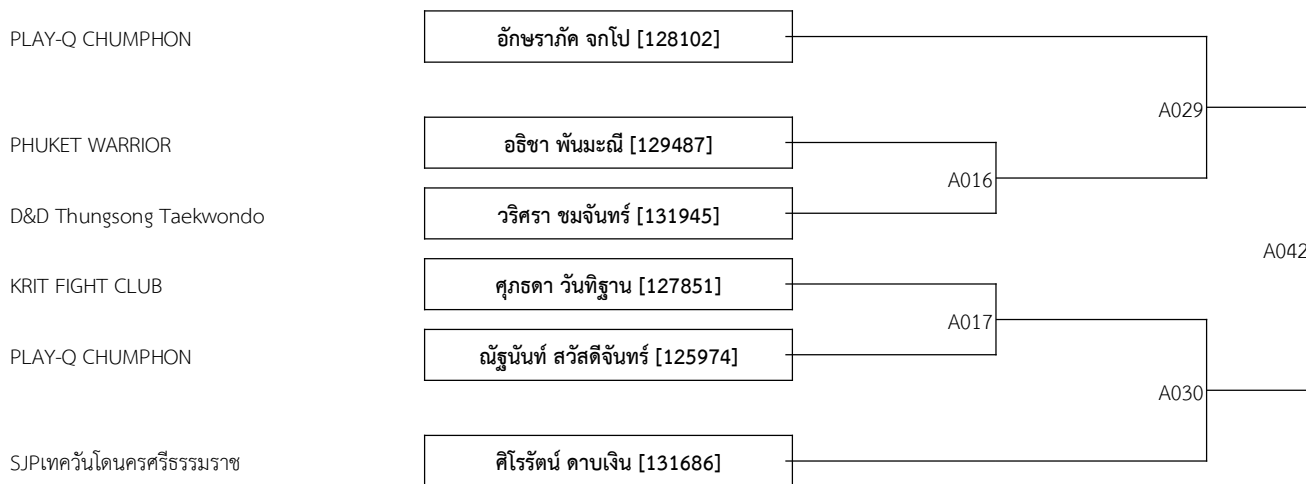 PLAY-Q CHUMPHON อักษราภัค จกโป [128102]
A029
PHUKET WARRIOR อธิชา พันมะณี [129487]
A016
D&D Thungsong Taekwondo วริศรา ชมจันทร์ [131945]
A042
KRIT FIGHT CLUB ศุภธดา วันทิฐาน [127851]
A017
PLAY-Q CHUMPHON ณัฐนันท์ สวัสดีจันทร์ [125974]
A030
SJPเทควันโดนครศรีธรรมราช ศิโรรัตน์ ดาบเงิน [131686]